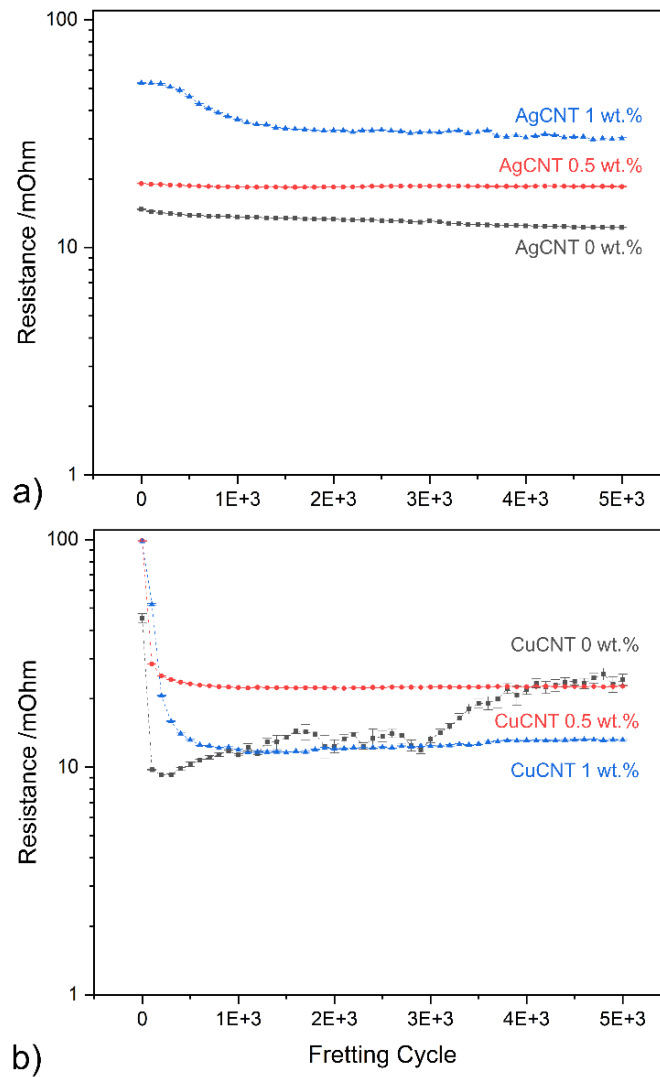 100
AgCNT 1 wt.%
AgCNT 0.5 wt.%
10
AgCNT 0 wt.%
Resistance /mOhm
1
0 1E+3 2E+3 3E+3 4E+3 5E+3
a)
100
CuCNT 0 wt.%
CuCNT 0.5 wt.%
10
CuCNT 1 wt.%
Resistance /mOhm
1
0 1E+3 2E+3 3E+3 4E+3 5E+3
b)
Fretting Cycle